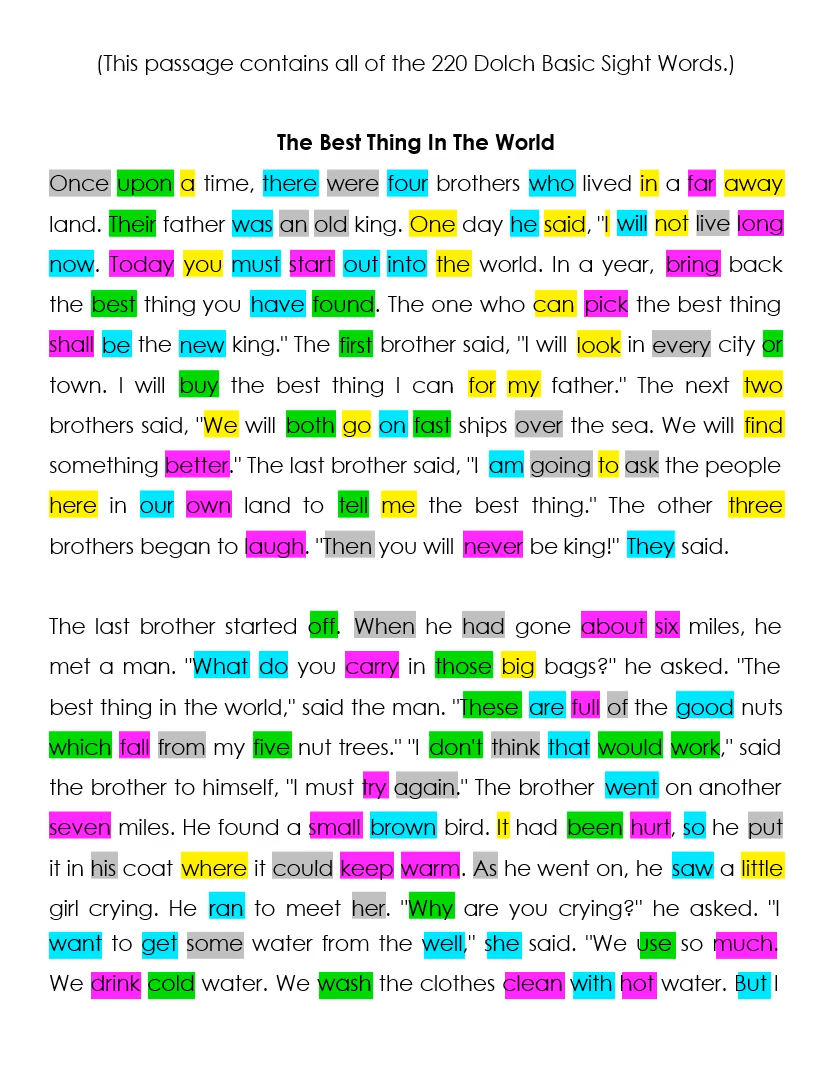 (This passage contains all of the 220 Dolch Basic Sight Words.)
The Best Thing In The World
Once upon a time, there were four brothers who lived in a far away
land. Their father was an old king. One day he said, "I will not live long
now. Today you must start out into the world. In a year, bring back
the best thing you have found. The one who can pick the best thing
shall be the new king." The first brother said, "I will look in every city or
town. I will buy the best thing I can for my father." The next two
brothers said, "We will both go on fast ships over the sea. We will find
something better." The last brother said, "I am going to ask the people
here in our own land to tell me the best thing." The other three
brothers began to laugh. "Then you will never be king!" They said.
The last brother started off. When he had gone about six miles, he
met a man. "What do you carry in those big bags?" he asked. "The
best thing in the world," said the man. "These are full of the good nuts
which fall from my five nut trees." "I don't think that would work," said
the brother to himself, "I must try again." The brother went on another
seven miles. He found a small brown bird. It had been hurt, so he put
it in his coat where it could keep warm. As he went on, he saw a little
girl crying. He ran to meet her. "Why are you crying?" he asked. "I
want to get some water from the well," she said. "We use so much.
We drink cold water. We wash the clothes clean with hot water. But I